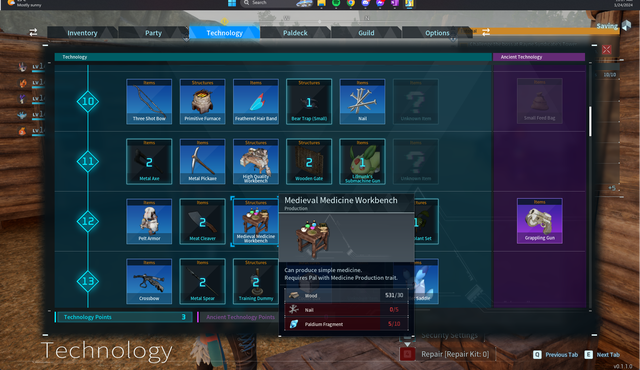 Mostly sunny
Search
1/24/2024
Saving
Inventory
Party
Technology
Paldeck
Guild
Options
Technology
Ancient Technology
10/10
10
Items
Three Shot Bow
Structures
Primitive Furnace
Items
Feathered Hair Band
Structures
1
Bear Trap (Small)
Items
Nail
Small Feed Bag
11
Items
2
Metal Axe
Items
Metal Pickaxe
Structures
High Quality Workbench
Structures
2
Wooden Gate
Items
1
Lifmunk's Submachine Gun
12
Items
Pelt Armor
Items
2
Meat Cleaver
Structures
Medieval Medicine Workbench
Items
Grappling Gun
13
Items
Crossbow
Items
2
Metal Spear
Structures
2
Training Dummy
Saddle
Medieval Medicine Workbench
Production
Can produce simple medicine.
Requires Pal with Medicine Production trait.
Wood
531/30
Nail
0/5
Paldium Fragment
5/10
Technology Points
3
Ancient Technology Points
Technology
Security Settings
Repair [Repair Kit: 0]
Q
Previous Tab
E
Next Tab
v0.1.1.0